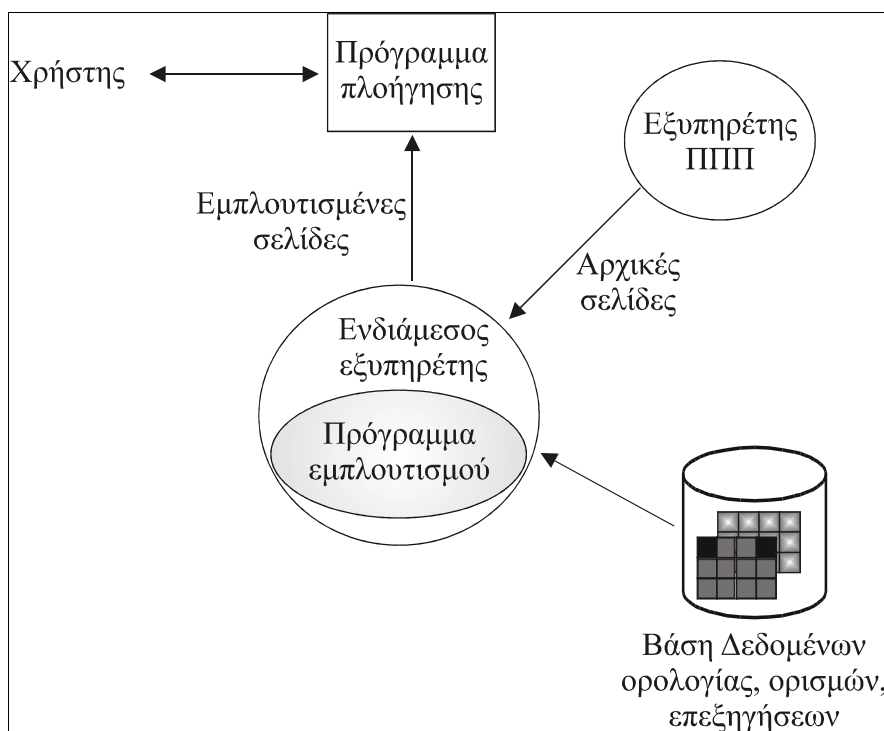 Πρόγραμμα
πλοήγησης
Χρήστης
Εξυπηρέτης
ΠΠΠ
Εμπλουτισμένες
σελίδες
Αρχικές
σελίδες
Ενδιάμεσος
εξυπηρέτης
Πρόγραμμα
εμπλουτισμού
Βάση Δεδομένων
ορολογίας, ορισμών,
επεξηγήσεων